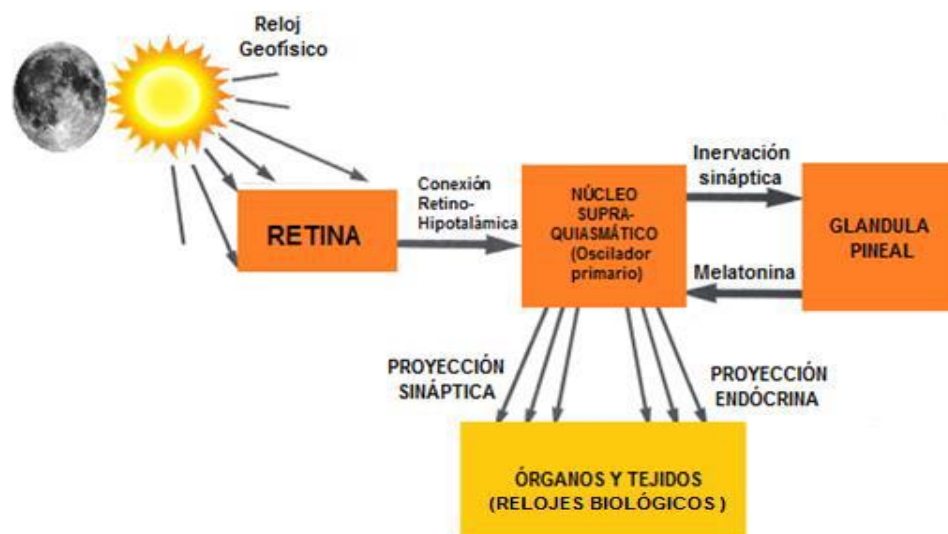 Reloj
Geofísico
RETINA
Conexión
Retino-
Hipotalámica
NÚCLEO
SUPRA-
QUIASMÁTICO
(Oscilador
primario)
Inervación
sináptica
Melatonina
GLANDULA
PINEAL
PROYECCIÓN
SINÁPTICA
PROYECCIÓN
ENDÓCRINA
ÓRGANOS Y TEJIDOS
(RELOJES BIOLÓGICOS )